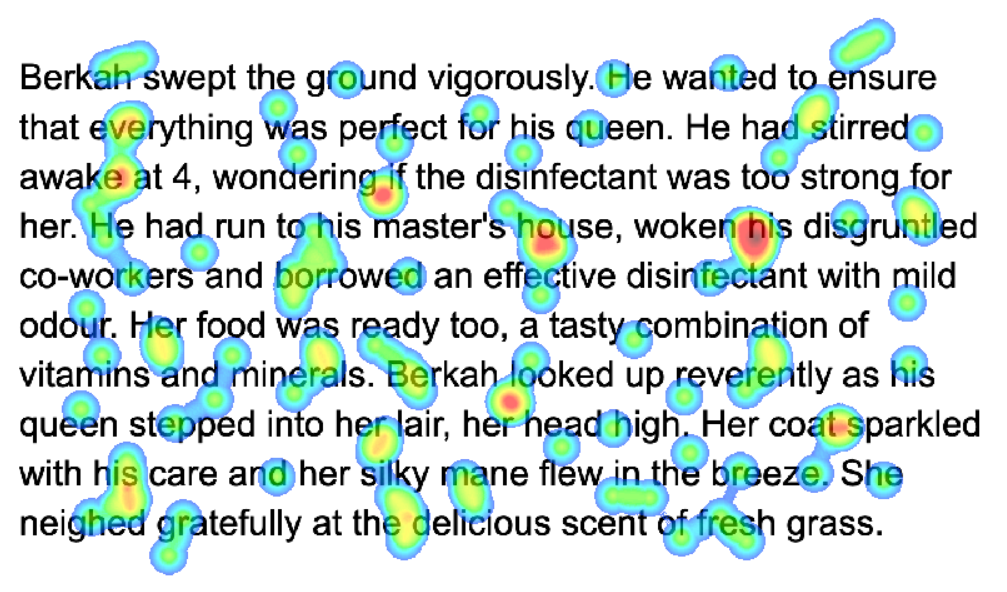 Berkah swept the ground vigorously. He wanted to ensure
that everything was perfect for his queen. He had stirred
awake at 4, wondering if the disinfectant was too strong for
her. He had run to his master's house, woken his disgruntled
co-workers and borrowed an effective disinfectant with mild
odour. Her food was ready too, a tasty combination of
vitamins and minerals. Berkah looked up reverently as his
queen stepped into her lair, her head high. Her coat sparkled
with his care and her silky mane flew in the breeze. She
neighed gratefully at the delicious scent of fresh grass.